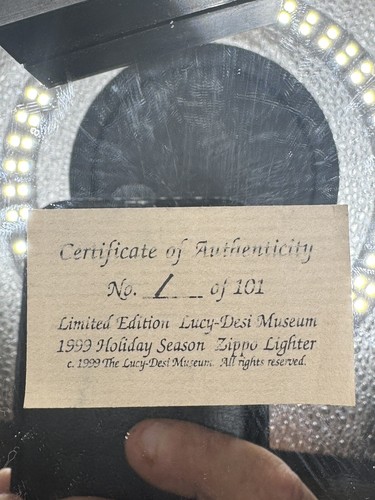 Certificate of Authenticity
No. 1 of 101
Limited Edition Lucy-Desi Museum
1999 Holiday Season Zippo Lighter
c. 1999 The Lucy-Desi Museum. All rights reserved.